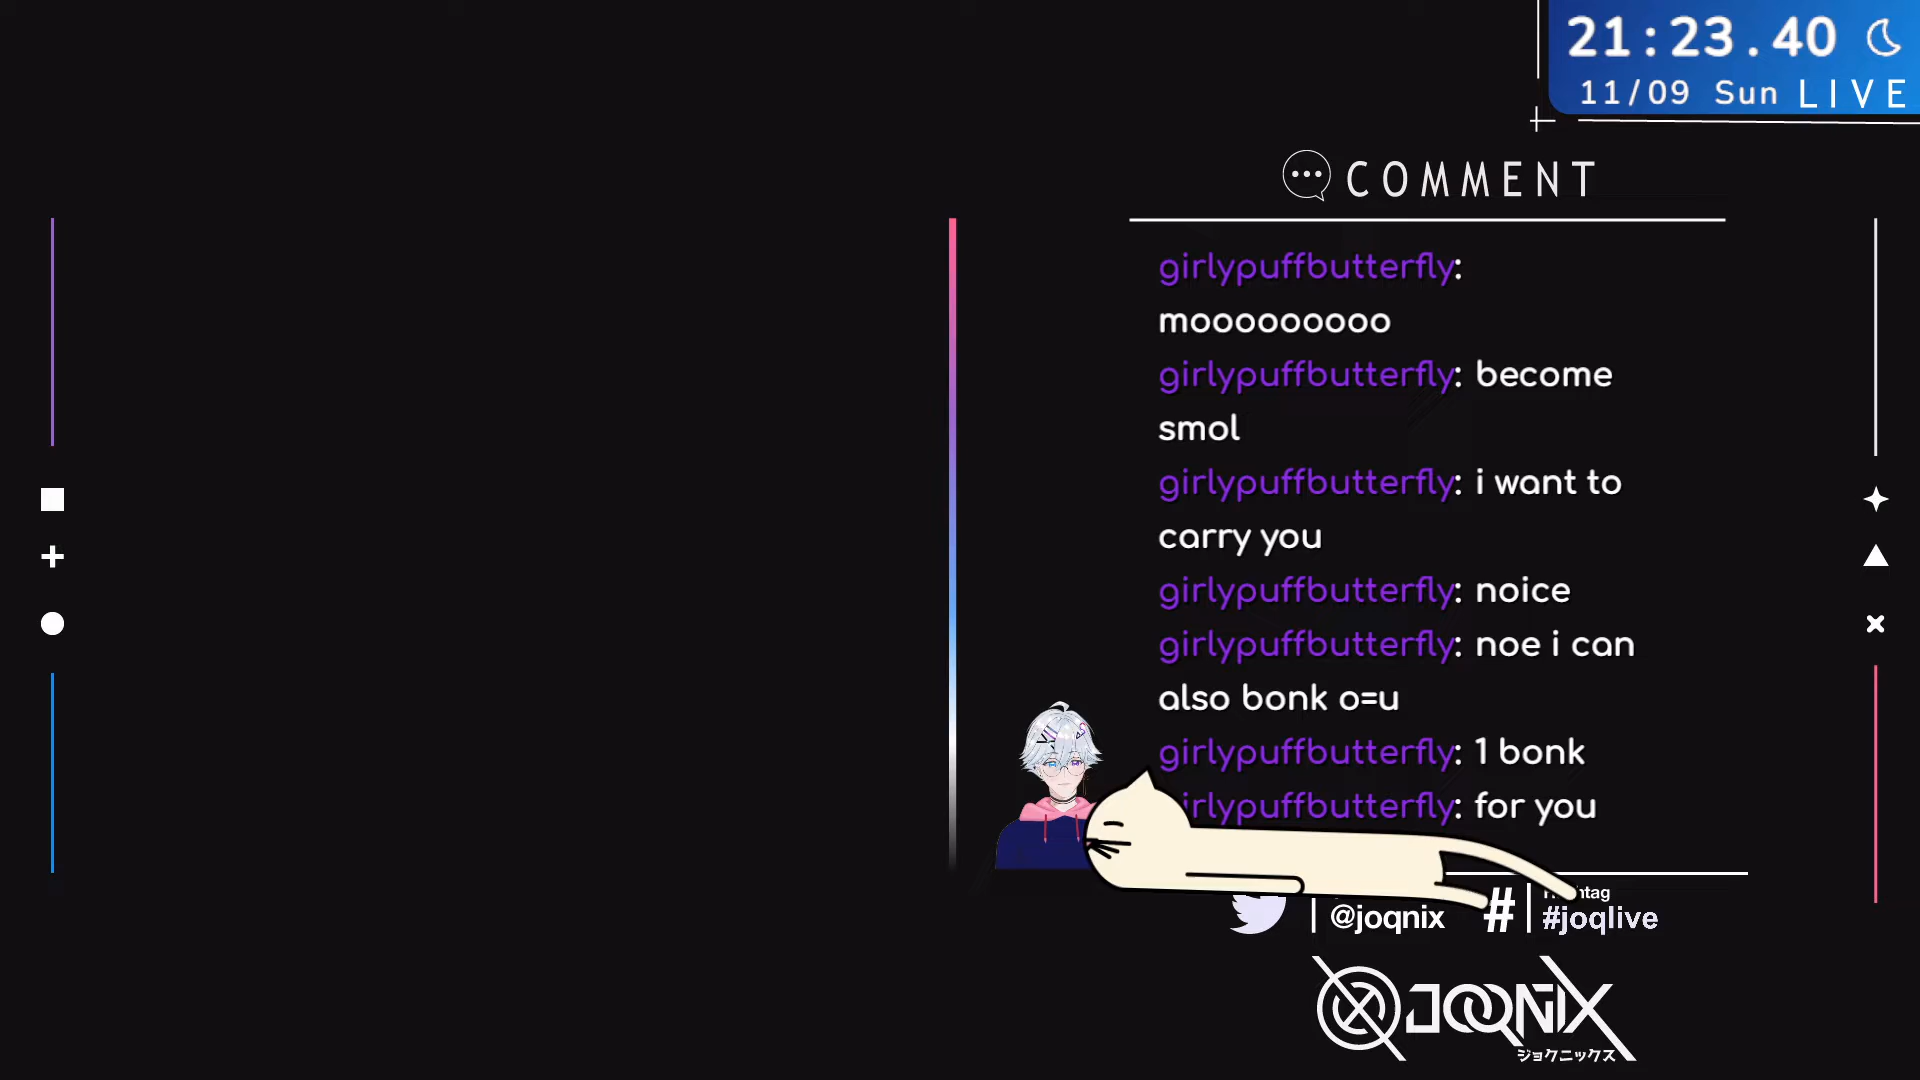 21:23.40
11/09 Sun LIVE
COMMENT
girlypuffbutterfly:
mooooooooo
girlypuffbutterfly: become
smol
girlypuffbutterfly: i want to
carry you
girlypuffbutterfly: noice
girlypuffbutterfly: noe i can
also bonk o=u
girlypuffbutterfly: 1 bonk
irlypuffbutterfly: for you
@joqnix
#
#joqlive
JOQNIX
ジョクニックス